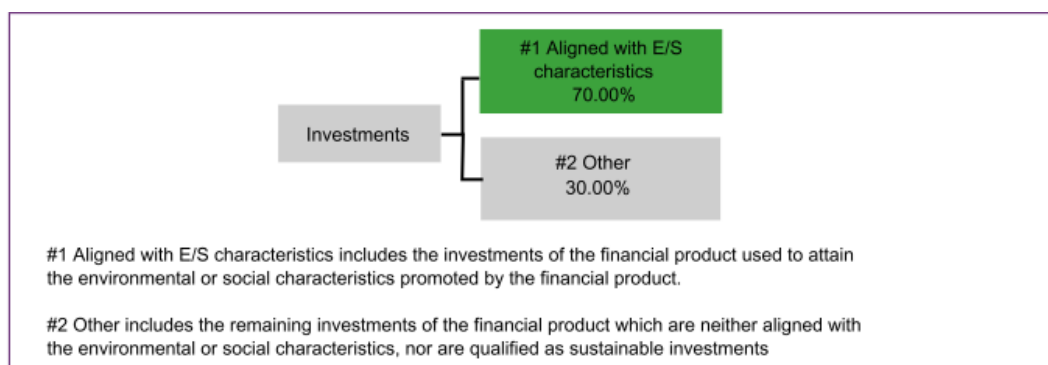 #1 Aligned with E/S
characteristics
70.00%
Investments
#2 Other
30.00%
#1 Aligned with E/S characteristics includes the investments of the financial product used to attain
the environmental or social characteristics promoted by the financial product.
#2 Other includes the remaining investments of the financial product which are neither aligned with
the environmental or social characteristics, nor are qualified as sustainable investments